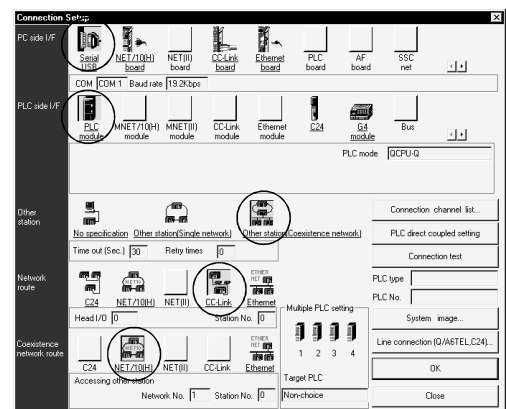 Connection Setup
PC side I/F
Serial USB
NET/10(H) board
NET(II) board
CC-Link board
Ethernet board
PLC board
AF board
SSC net
COM COM 1 Baud rate 19.2Kbps
PLC side I/F
PLC module
MNET/10(H) module
MNET(II) module
CC-Link module
Ethernet module
C24
G4 module
Bus
PLC mode QCPU-Q
Other station
No specification
Other station(Single network)
Other station(Coexistence network)
Time out (Sec.) 30 Retry times 0
Connection channel list...
PLC direct coupled setting
Connection test
Network route
C24
NET/10(H)
NET(II)
CC-Link
Ethernet
Head I/O 0 Station No. 0
PLC type
PLC No.
Multiple PLC setting
1 2 3 4
Target PLC
Non-choice
System image...
Line connection (Q/A6TEL,C24)...
OK
Close
Coexistence network route
C24
NET/10(H)
NET(II)
CC-Link
Ethernet
Accessing other station
Network No. 1 Station No. 0